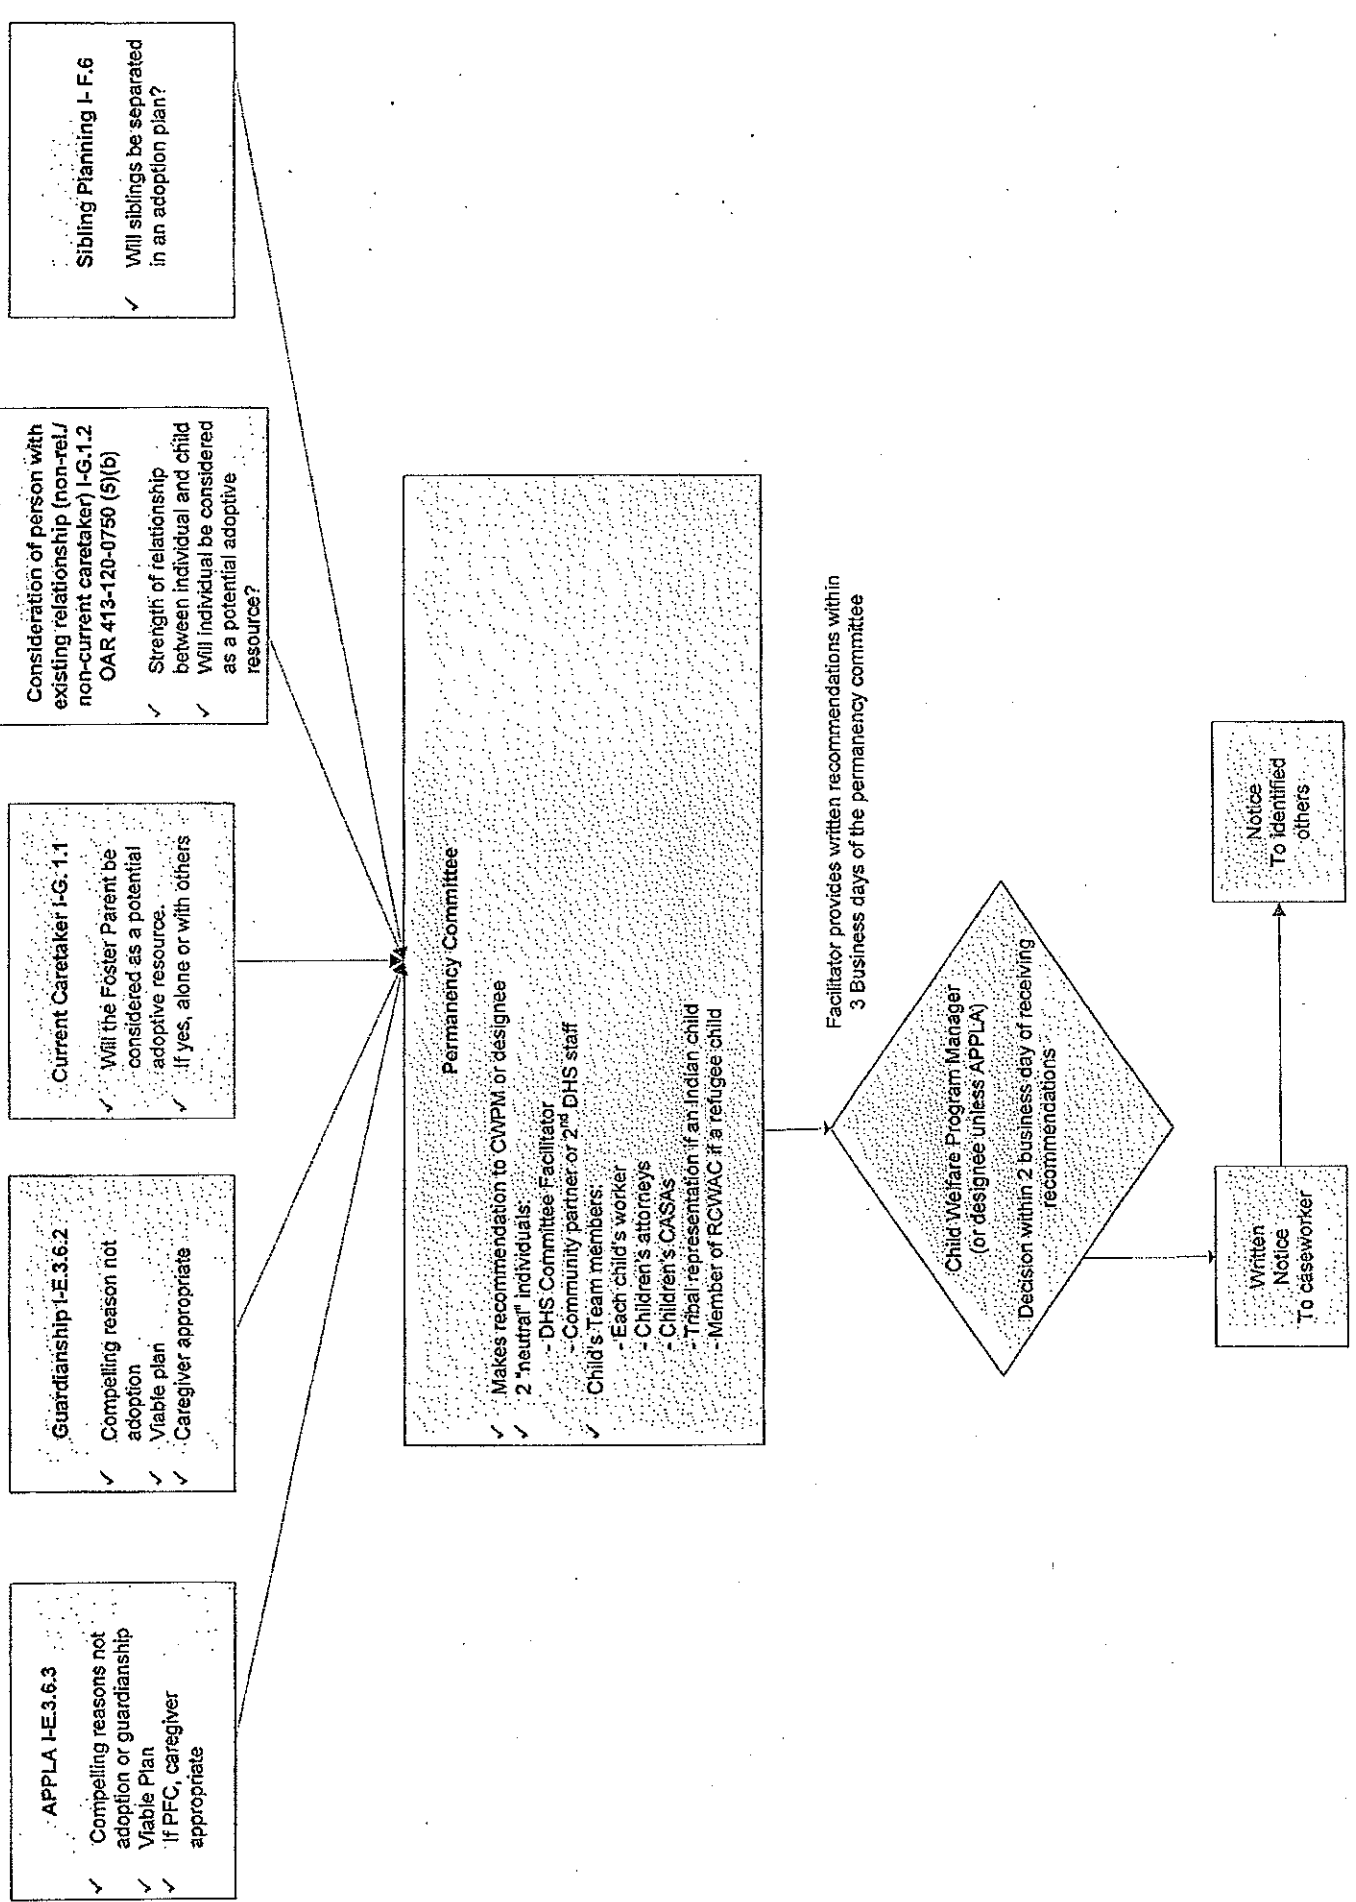 APPLA I-E.3.6.3
✓ Compelling reasons not
adoption or guardianship
✓ Viable Plan
✓ If PFC, caregiver
appropriate
Guardianship I-E.3.6.2
✓ Compelling reason not
adoption
✓ Viable plan
✓ Caregiver appropriate
Current Caretaker I-G. 1.1
✓ Will the Foster Parent be
considered as a potential
adoptive resource.
✓ If yes, alone or with others
Consideration of person with
existing relationship (non-rel./
non-current caretaker) I-G.1.2
OAR 413-120-0750 (5)(b)
✓ Strength of relationship
between individual and child
✓ Will individual be considered
as a potential adoptive
resource?
Sibling Planning I- F.6
✓ Will siblings be separated
in an adoption plan?
Permanency Committee
✓ Makes recommendation to CWPM or designee
✓ 2 "neutral" individuals:
- DHS Committee Facilitator
- Community partner or 2nd DHS staff
✓ Child's Team members:
- Each child's worker
- Children's attorneys
- Children's CASAs
- Tribal representation if an Indian child
- Member of RCWAC if a refugee child
Facilitator provides written recommendations within
3 Business days of the permanency committee
Child Welfare Program Manager
(or designee unless APPLA)
Decision within 2 business day of receiving
recommendations
Written
Notice
To caseworker
Notice
To identified
others